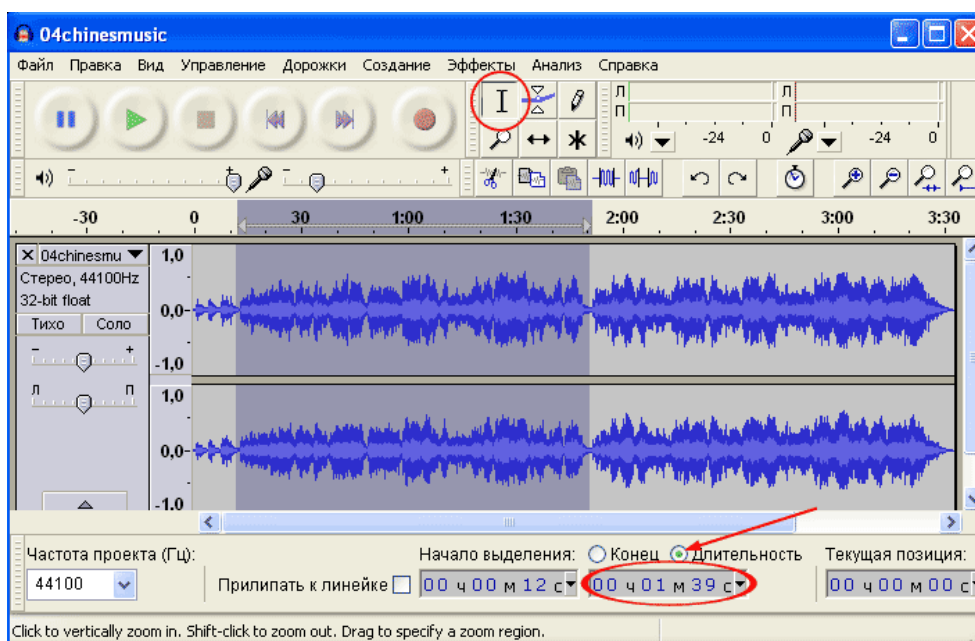 04chinesmusic
Файл Правка Вид Управление Дорожки Создание Эффекты Анализ Справка
Л
П
-24 0
Л
П
-24 0
-30 0 30 1:00 1:30 2:00 2:30 3:00 3:30
04chinesmu
Стерео, 44100Hz
32-bit float
Тихо Соло
- +
Л П
1,0
0,0-
-1,0
1,0
0,0-
-1,0
Частота проекта (Гц):
44100
Прилипать к линейке
Начало выделения: Конец Длительность
00 ч 00 м 12 с
00 ч 01 м 39 с
Текущая позиция:
00 ч 00 м 00 с
Click to vertically zoom in. Shift-click to zoom out. Drag to specify a zoom region.